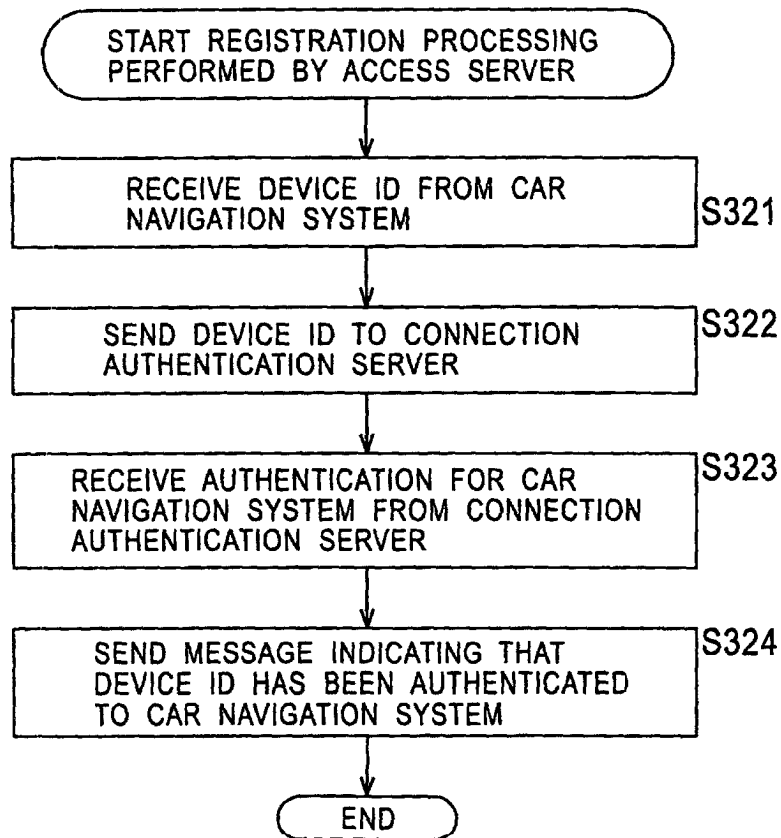 START REGISTRATION PROCESSING
PERFORMED BY ACCESS SERVER
RECEIVE DEVICE ID FROM CAR
NAVIGATION SYSTEM
S321
SEND DEVICE ID TO CONNECTION
AUTHENTICATION SERVER
S322
RECEIVE AUTHENTICATION FOR CAR
NAVIGATION SYSTEM FROM CONNECTION
AUTHENTICATION SERVER
S323
SEND MESSAGE INDICATING THAT
DEVICE ID HAS BEEN AUTHENTICATED
TO CAR NAVIGATION SYSTEM
S324
END